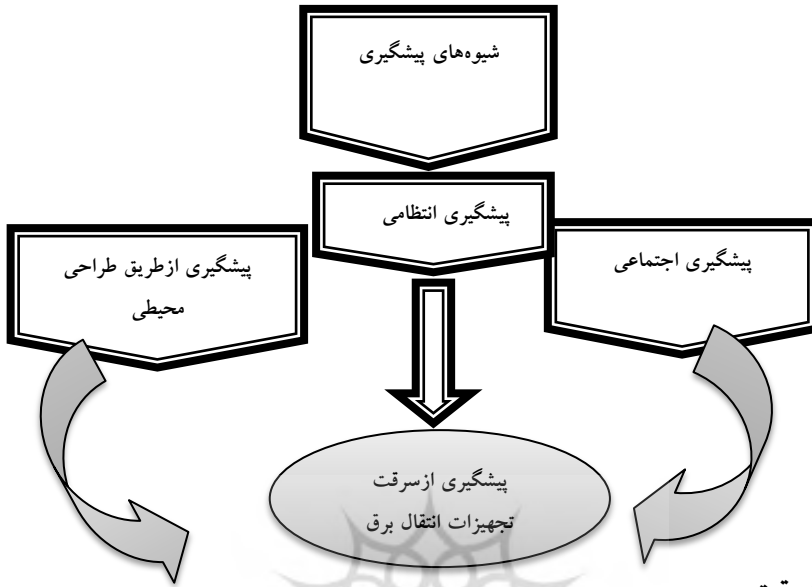 شیوه‌های پیشگیری
پیشگیری انتظامی
پیشگیری اجتماعی
پیشگیری ازطریق طراحی
محیطی
پیشگیری ازسرقت
تجهیزات انتقال برق